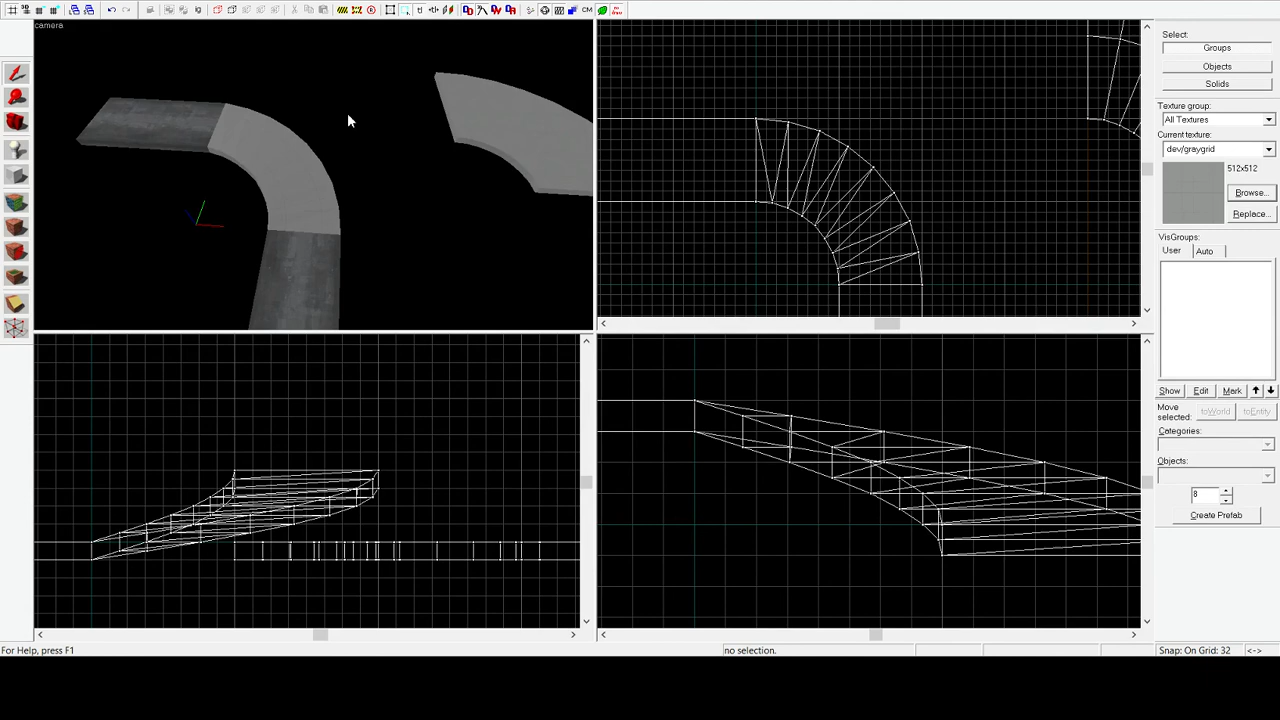 camera
Select:
Groups
Objects
Solids
Texture group:
All Textures
Current texture:
dev/graygrid
512x512
Browse...
Replace...
VisGroups:
User Auto
Show Edit Mark
Move selected: toWorld toEntity
Categories:
Objects:
8
Create Prefab
For Help, press F1
no selection.
Snap: On Grid: 32 <->